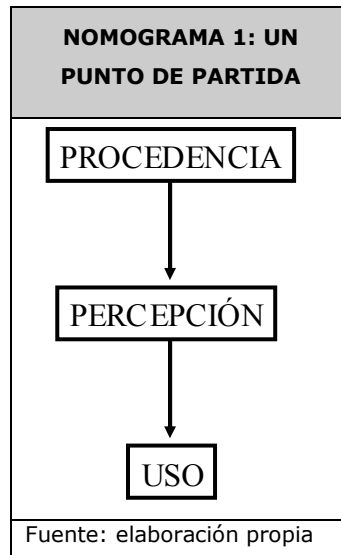 NOMOGRAMA 1: UN
PUNTO DE PARTIDA
PROCEDENCIA
PERCEPCIÓN
USO
Fuente: elaboración propia